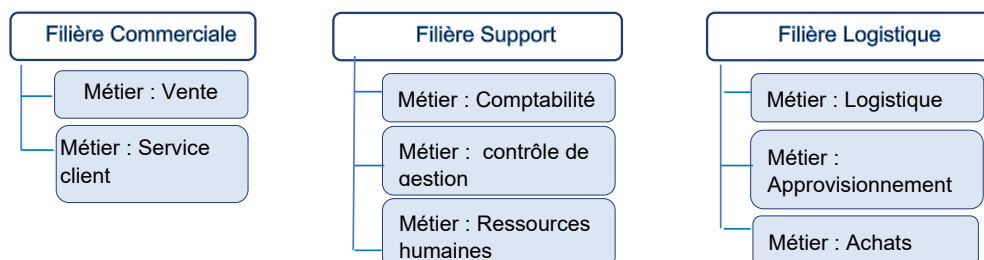 Filière Commerciale
Métier : Vente
Métier : Service
client
Filière Support
Métier : Comptabilité
Métier : contrôle de
gestion
Métier : Ressources
humaines
Filière Logistique
Métier : Logistique
Métier :
Approvisionnement
Métier : Achats